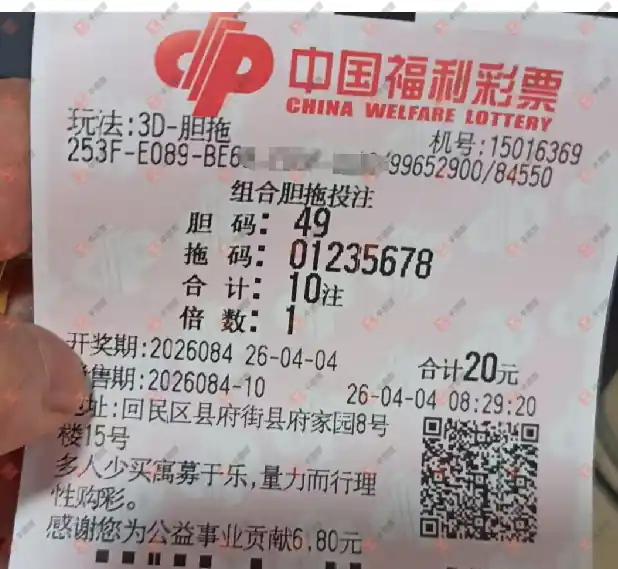 中国福利彩票
CHINA WELFARE LOTTERY
玩法:3D-胆拖
机号:15016369
253F-E089-BE6 99652900/84550
组合胆拖投注
胆 码: 49
拖 码: 01235678
合 计: 10注
倍 数: 1
开奖期:2026084 26-04-04
合计20元
售期:2026084-10
26-04-04 08:29:20
址:回民区县府街县府家园8号
楼15号
多人少买寓募于乐,量力而行理
性购彩。
感谢您为公益事业贡献6.80元